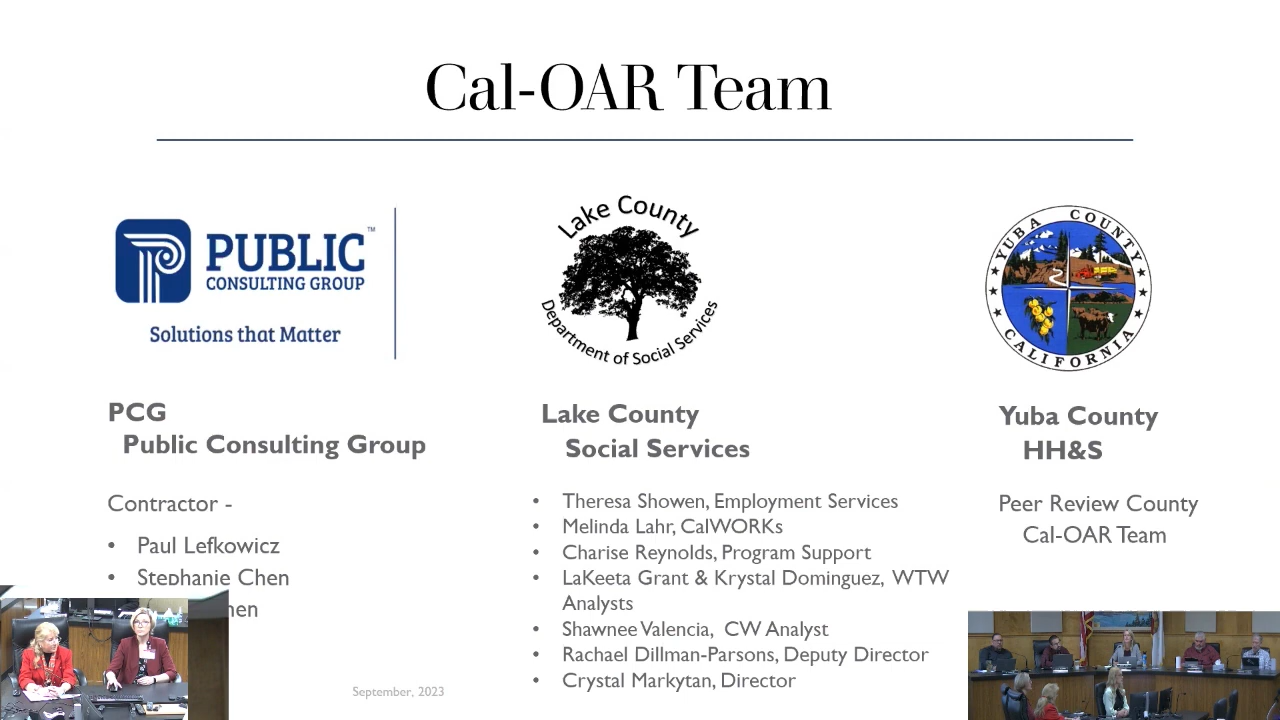 Cal-OAR Team
PUBLIC™
CONSULTING GROUP
Solutions that Matter
Lake County
Department of Social Services
YUBA COUNTY
CALIFORNIA
PCG
Public Consulting Group
Contractor -
• Paul Lefkowicz
• Stephanie Chen
hen
Lake County
Social Services
• Theresa Showen, Employment Services
• Melinda Lahr, CalWORKs
• Charise Reynolds, Program Support
• LaKeeta Grant & Krystal Dominguez, WTW
Analysts
• Shawnee Valencia, CW Analyst
• Rachael Dillman-Parsons, Deputy Director
• Crystal Markytan, Director
Yuba County
HH&S
Peer Review County
Cal-OAR Team
September, 2023